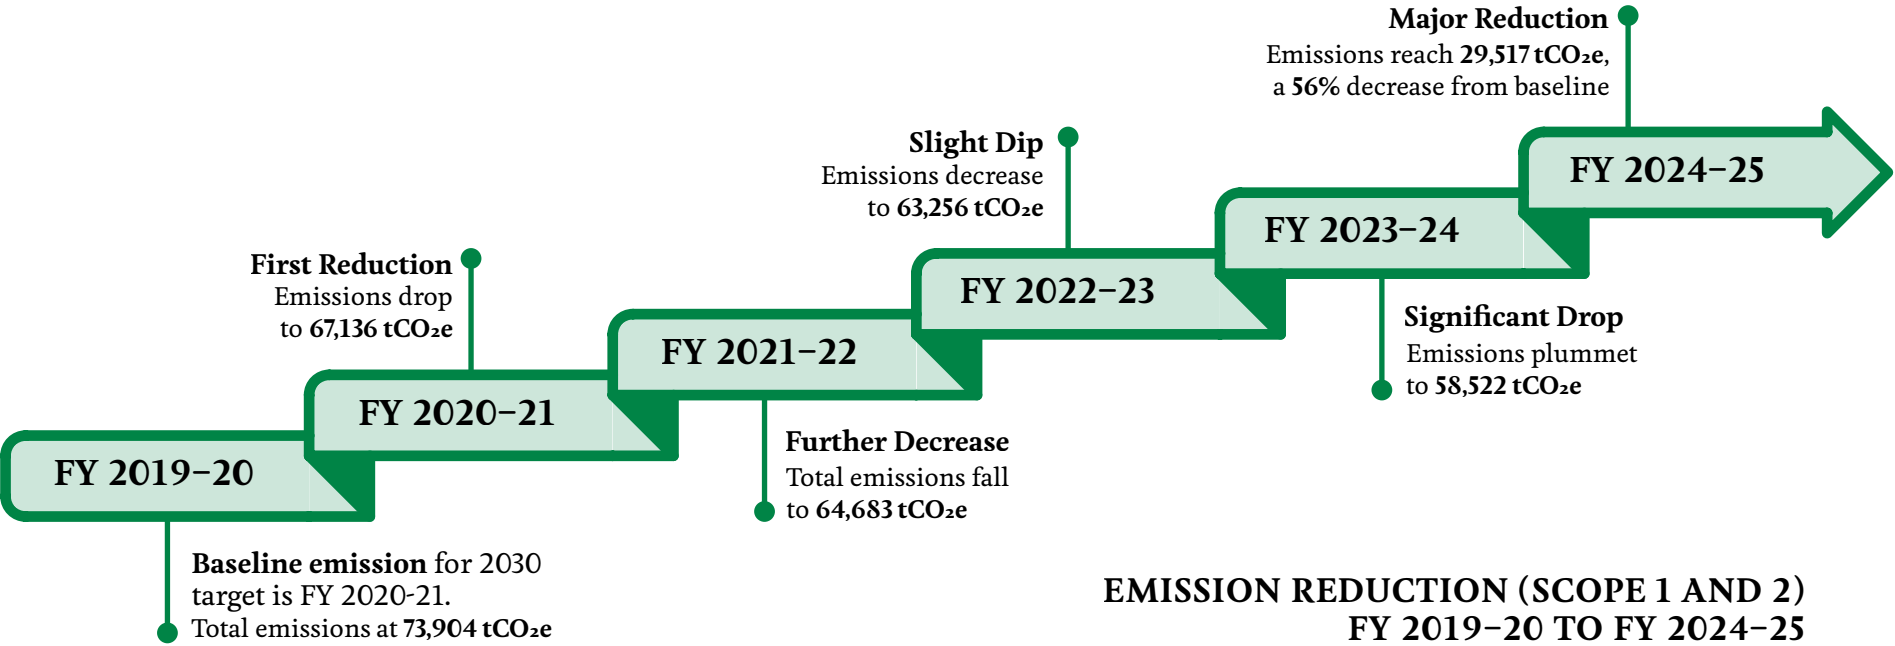 Major Reduction
Emissions reach 29,517 tCO₂e,
a 56% decrease from baseline
FY 2024–25
Slight Dip
Emissions decrease
to 63,256 tCO₂e
FY 2023–24
Significant Drop
Emissions plummet
to 58,522 tCO₂e
First Reduction
Emissions drop
to 67,136 tCO₂e
FY 2022–23
FY 2021–22
Further Decrease
Total emissions fall
to 64,683 tCO₂e
FY 2020–21
FY 2019–20
Baseline emission for 2030
target is FY 2020-21.
Total emissions at 73,904 tCO₂e
EMISSION REDUCTION (SCOPE 1 AND 2)
FY 2019–20 TO FY 2024–25